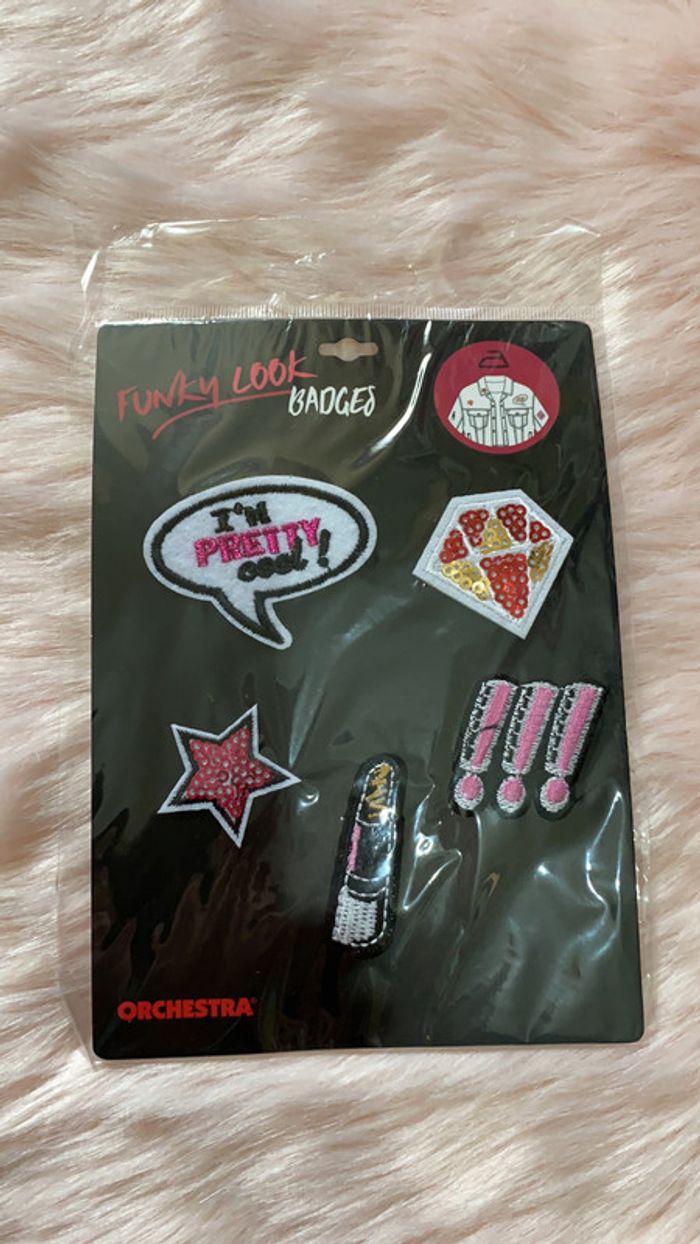 FUNKY LOOK
BADGES
I'M
PRETTY
cool!
!!!
ORCHESTRA®